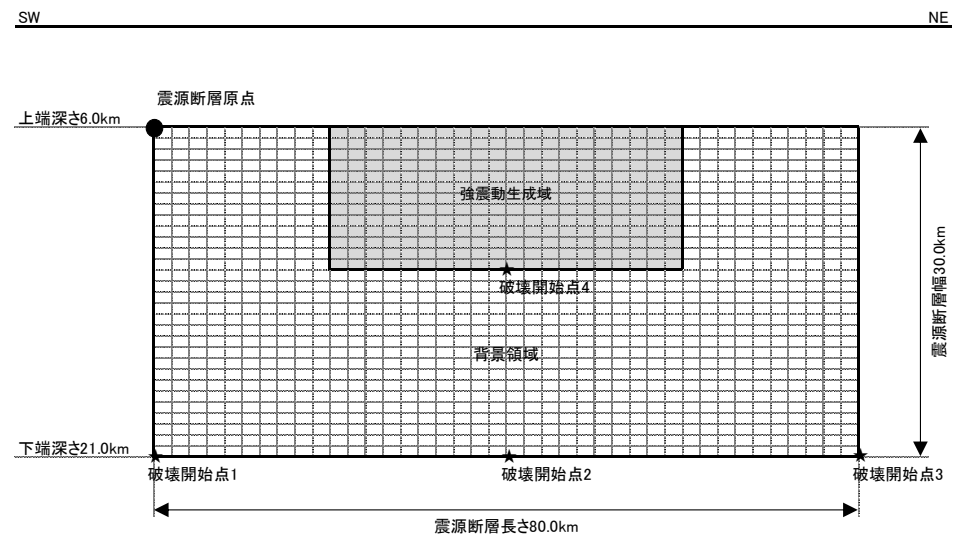 SW
NE
震源断層原点
上端深さ6.0km
強震動生成域
破壊開始点4
震源断層幅30.0km
背景領域
下端深さ21.0km
破壊開始点1
破壊開始点2
破壊開始点3
震源断層長さ80.0km